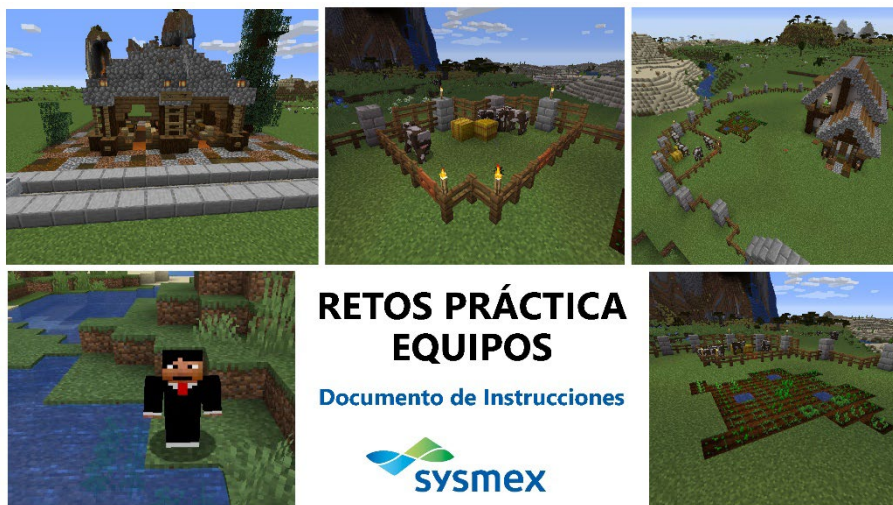 RETOS PRÁCTICA
EQUIPOS
Documento de Instrucciones
sysmex